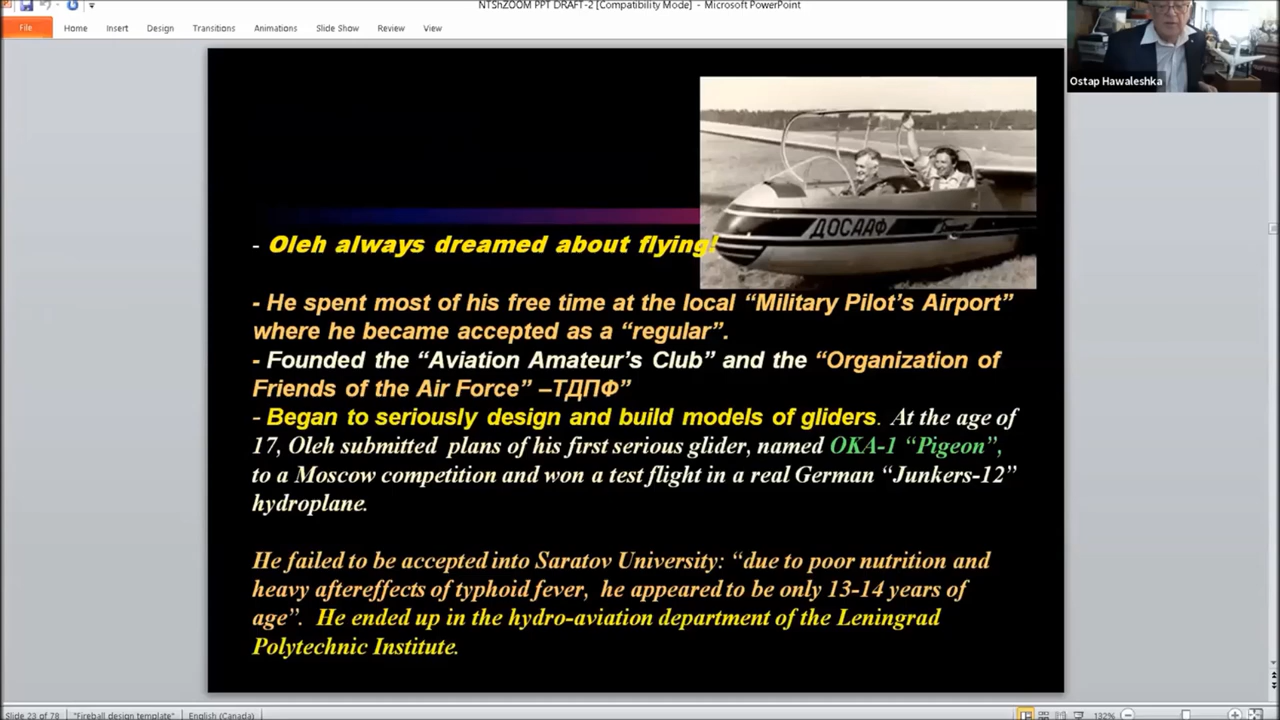 NTShZOOM PPT DRAFT-2 [Compatibility Mode] - Microsoft PowerPoint
File Home Insert Design Transitions Animations Slide Show Review View
Ostap Hawaleshka
ДОСААФ
- Oleh always dreamed about flying!
- He spent most of his free time at the local “Military Pilot’s Airport”
where he became accepted as a “regular”.
- Founded the “Aviation Amateur’s Club” and the “Organization of
Friends of the Air Force” –ТДПФ”
- Began to seriously design and build models of gliders. At the age of
17, Oleh submitted plans of his first serious glider, named OKA-1 “Pigeon”,
to a Moscow competition and won a test flight in a real German “Junkers-12”
hydroplane.
He failed to be accepted into Saratov University: “due to poor nutrition and
heavy aftereffects of typhoid fever, he appeared to be only 13-14 years of
age”. He ended up in the hydro-aviation department of the Leningrad
Polytechnic Institute.
Slide 23 of 78 "Fireball design template" English (Canada) 132%